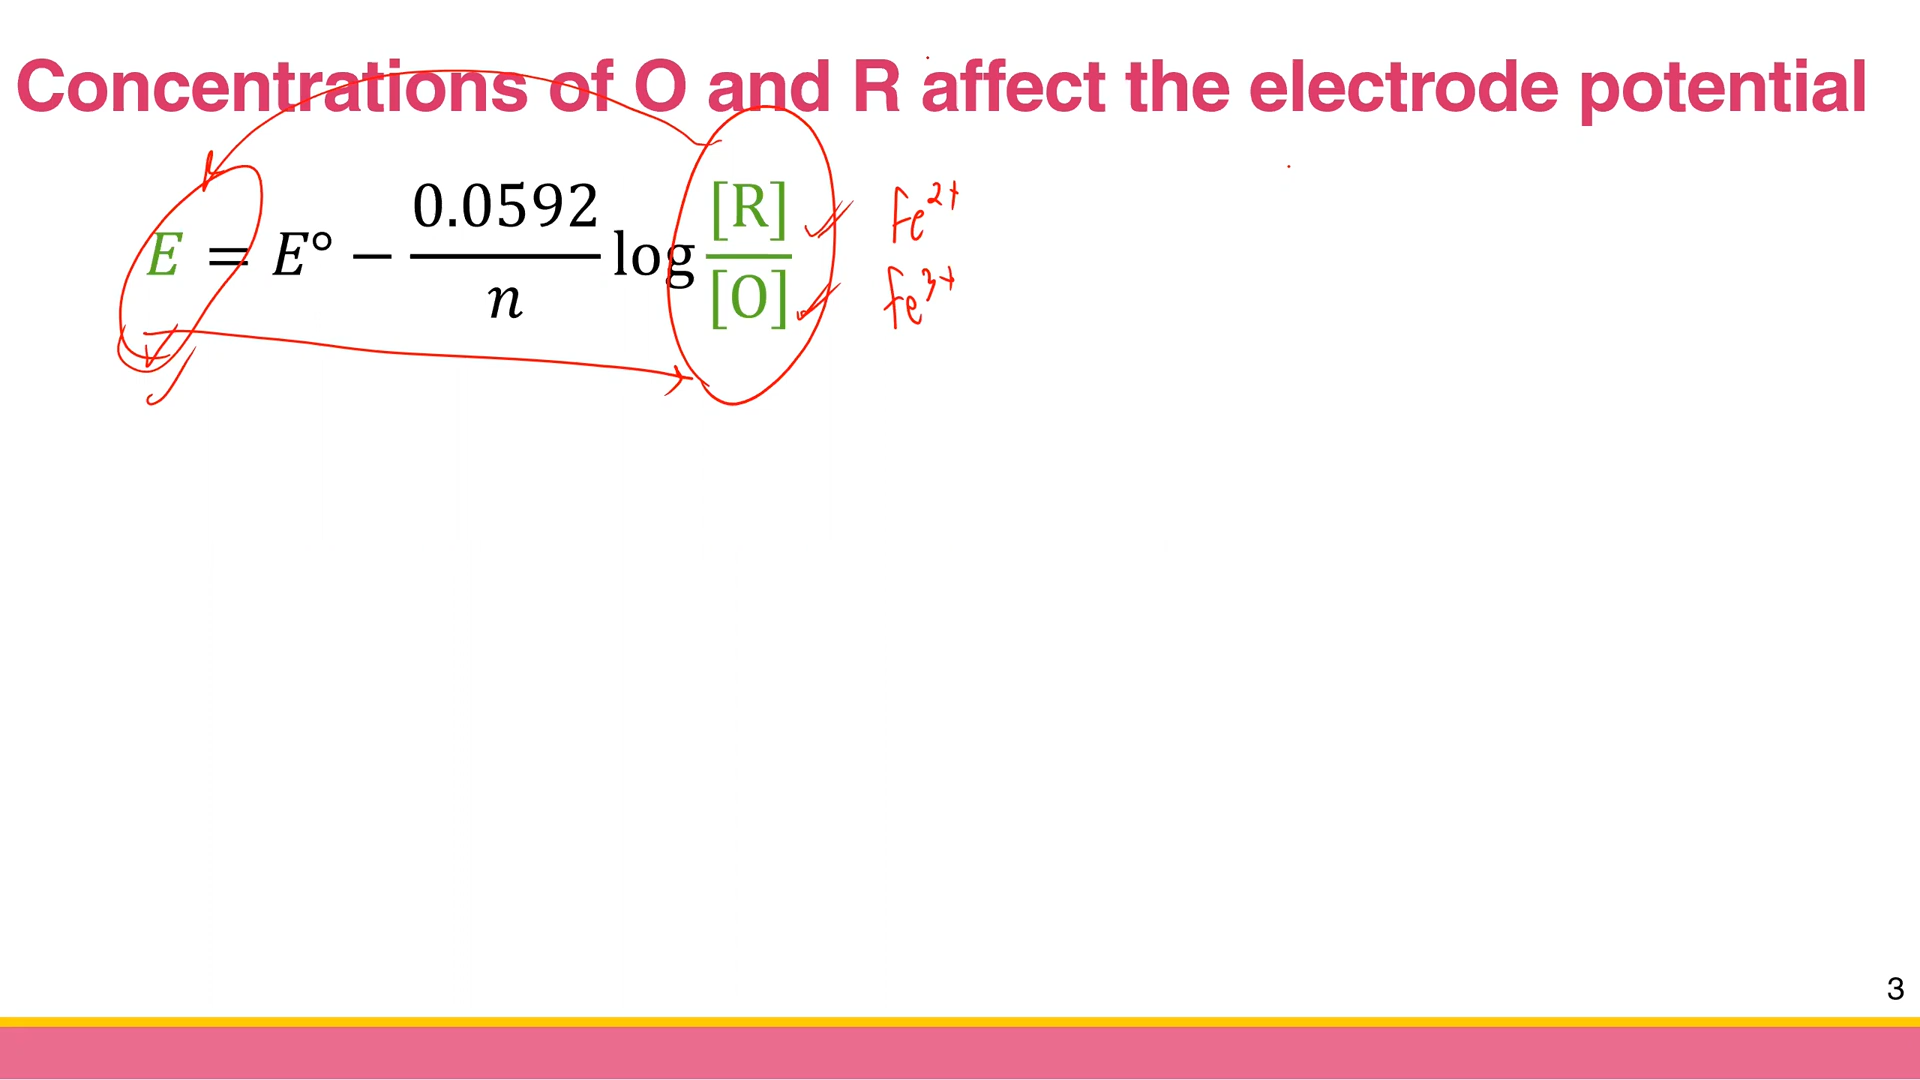 Concentrations of O and R affect the electrode potential
E = E° − 0.0592/n log [R]/[O]
Fe²⁺
Fe³⁺
3